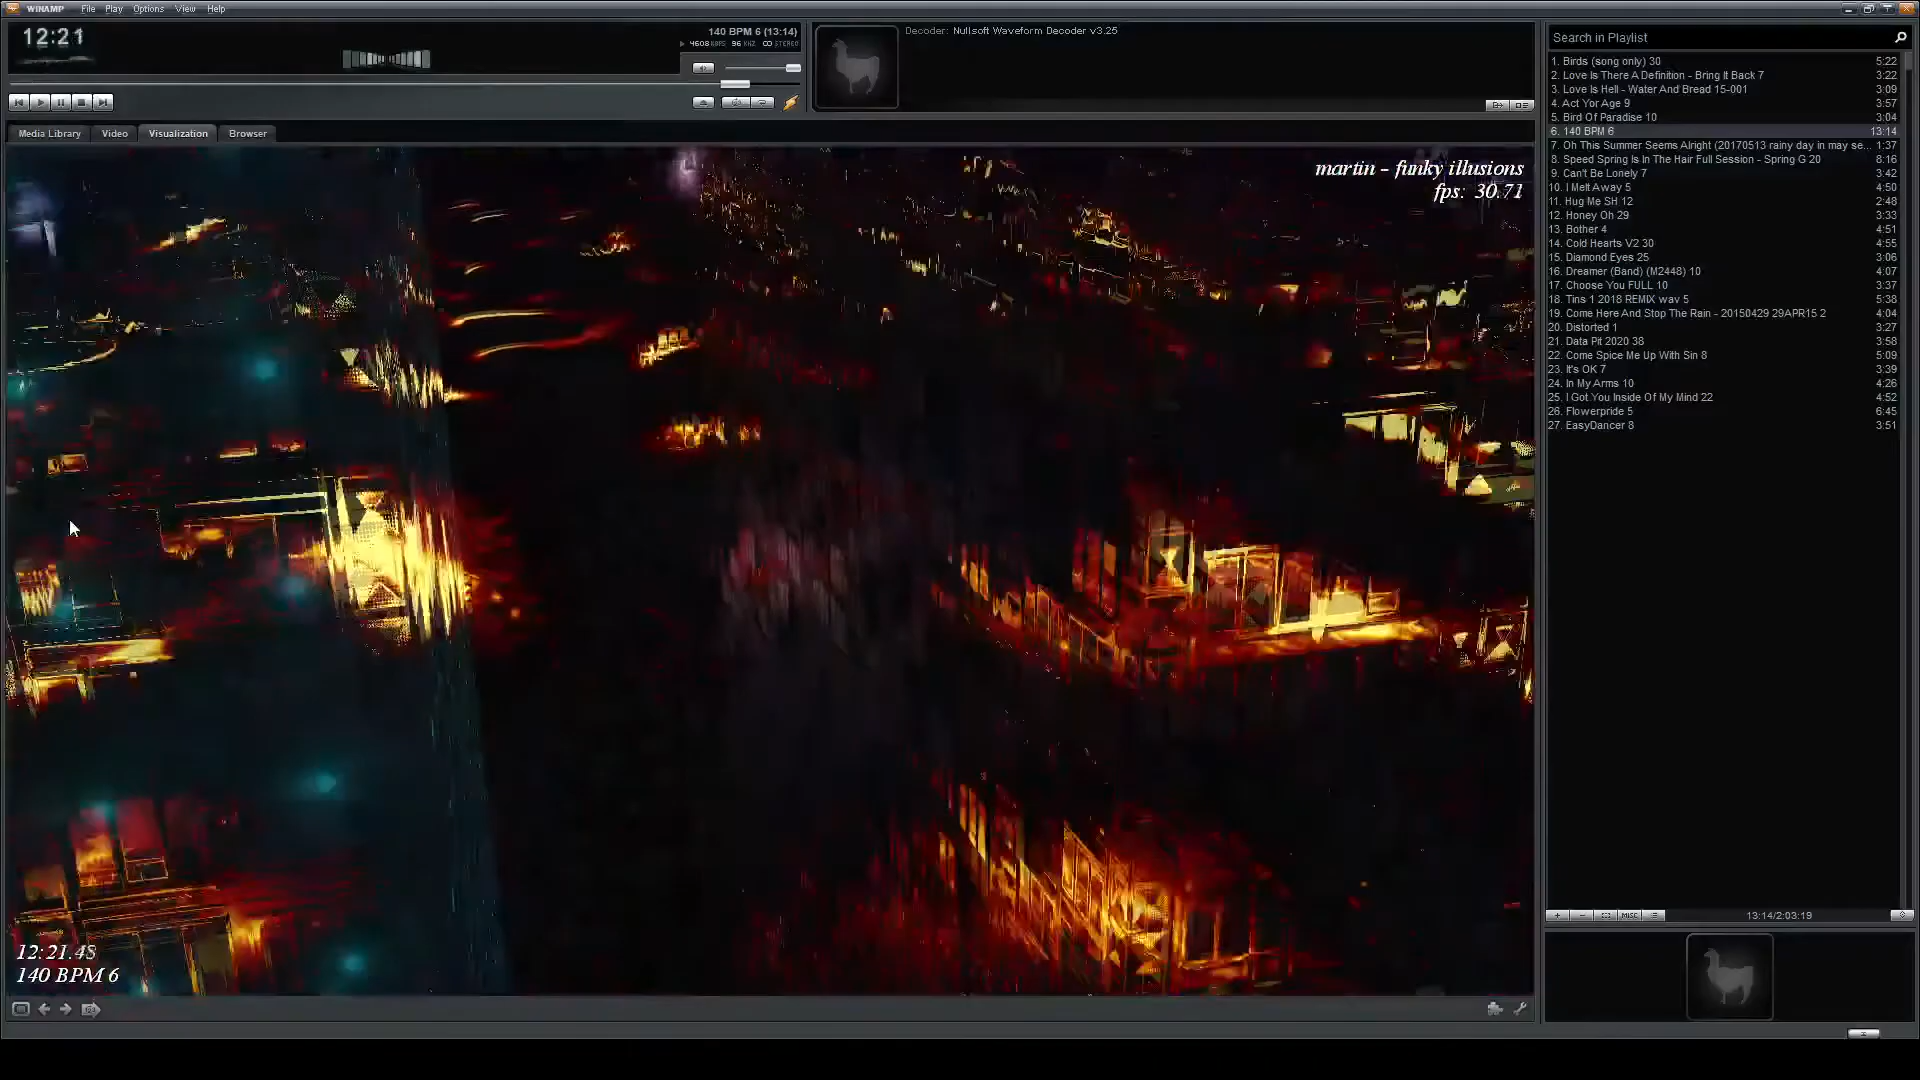 WINAMP File Play Options View Help
12:21
140 BPM 6 (13:14)
4608 KBPS 96 KHZ STEREO
Decoder: Nullsoft Waveform Decoder v3.25
Media Library Video Visualization Browser
martin - funky illusions
fps: 30.71
12:21.48
140 BPM 6
Search in Playlist
1. Birds (song only) 30 5:22
2. Love Is There A Definition - Bring It Back 7 3:22
3. Love Is Hell - Water And Bread 15-001 3:09
4. Act Yor Age 9 3:57
5. Bird Of Paradise 10 3:04
6. 140 BPM 6 13:14
7. Oh This Summer Seems Alright (20170513 rainy day in may se... 1:37
8. Speed Spring Is In The Hair Full Session - Spring G 20 8:16
9. Can't Be Lonely 7 3:42
10. I Melt Away 5 4:50
11. Hug Me SH 12 2:48
12. Honey Oh 29 3:33
13. Bother 4 4:51
14. Cold Hearts V2 30 4:55
15. Diamond Eyes 25 3:06
16. Dreamer (Band) (M2448) 10 4:07
17. Choose You FULL 10 3:37
18. Tins 1 2018 REMIX wav 5 5:38
19. Come Here And Stop The Rain - 20150429 29APR15 2 4:04
20. Distorted 1 3:27
21. Data Pit 2020 38 3:58
22. Come Spice Me Up With Sin 8 5:09
23. It's OK 7 3:39
24. In My Arms 10 4:26
25. I Got You Inside Of My Mind 22 4:52
26. Flowerpride 5 6:45
27. EasyDancer 8 3:51
MISC 13:14/2:03:19